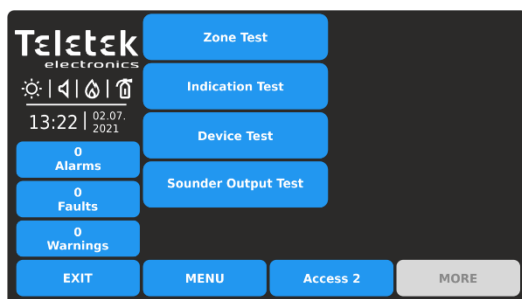 Teletek
electronics
13:22
02.07.
2021
0
Alarms
0
Faults
0
Warnings
Zone Test
Indication Test
Device Test
Sounder Output Test
EXIT
MENU
Access 2
MORE